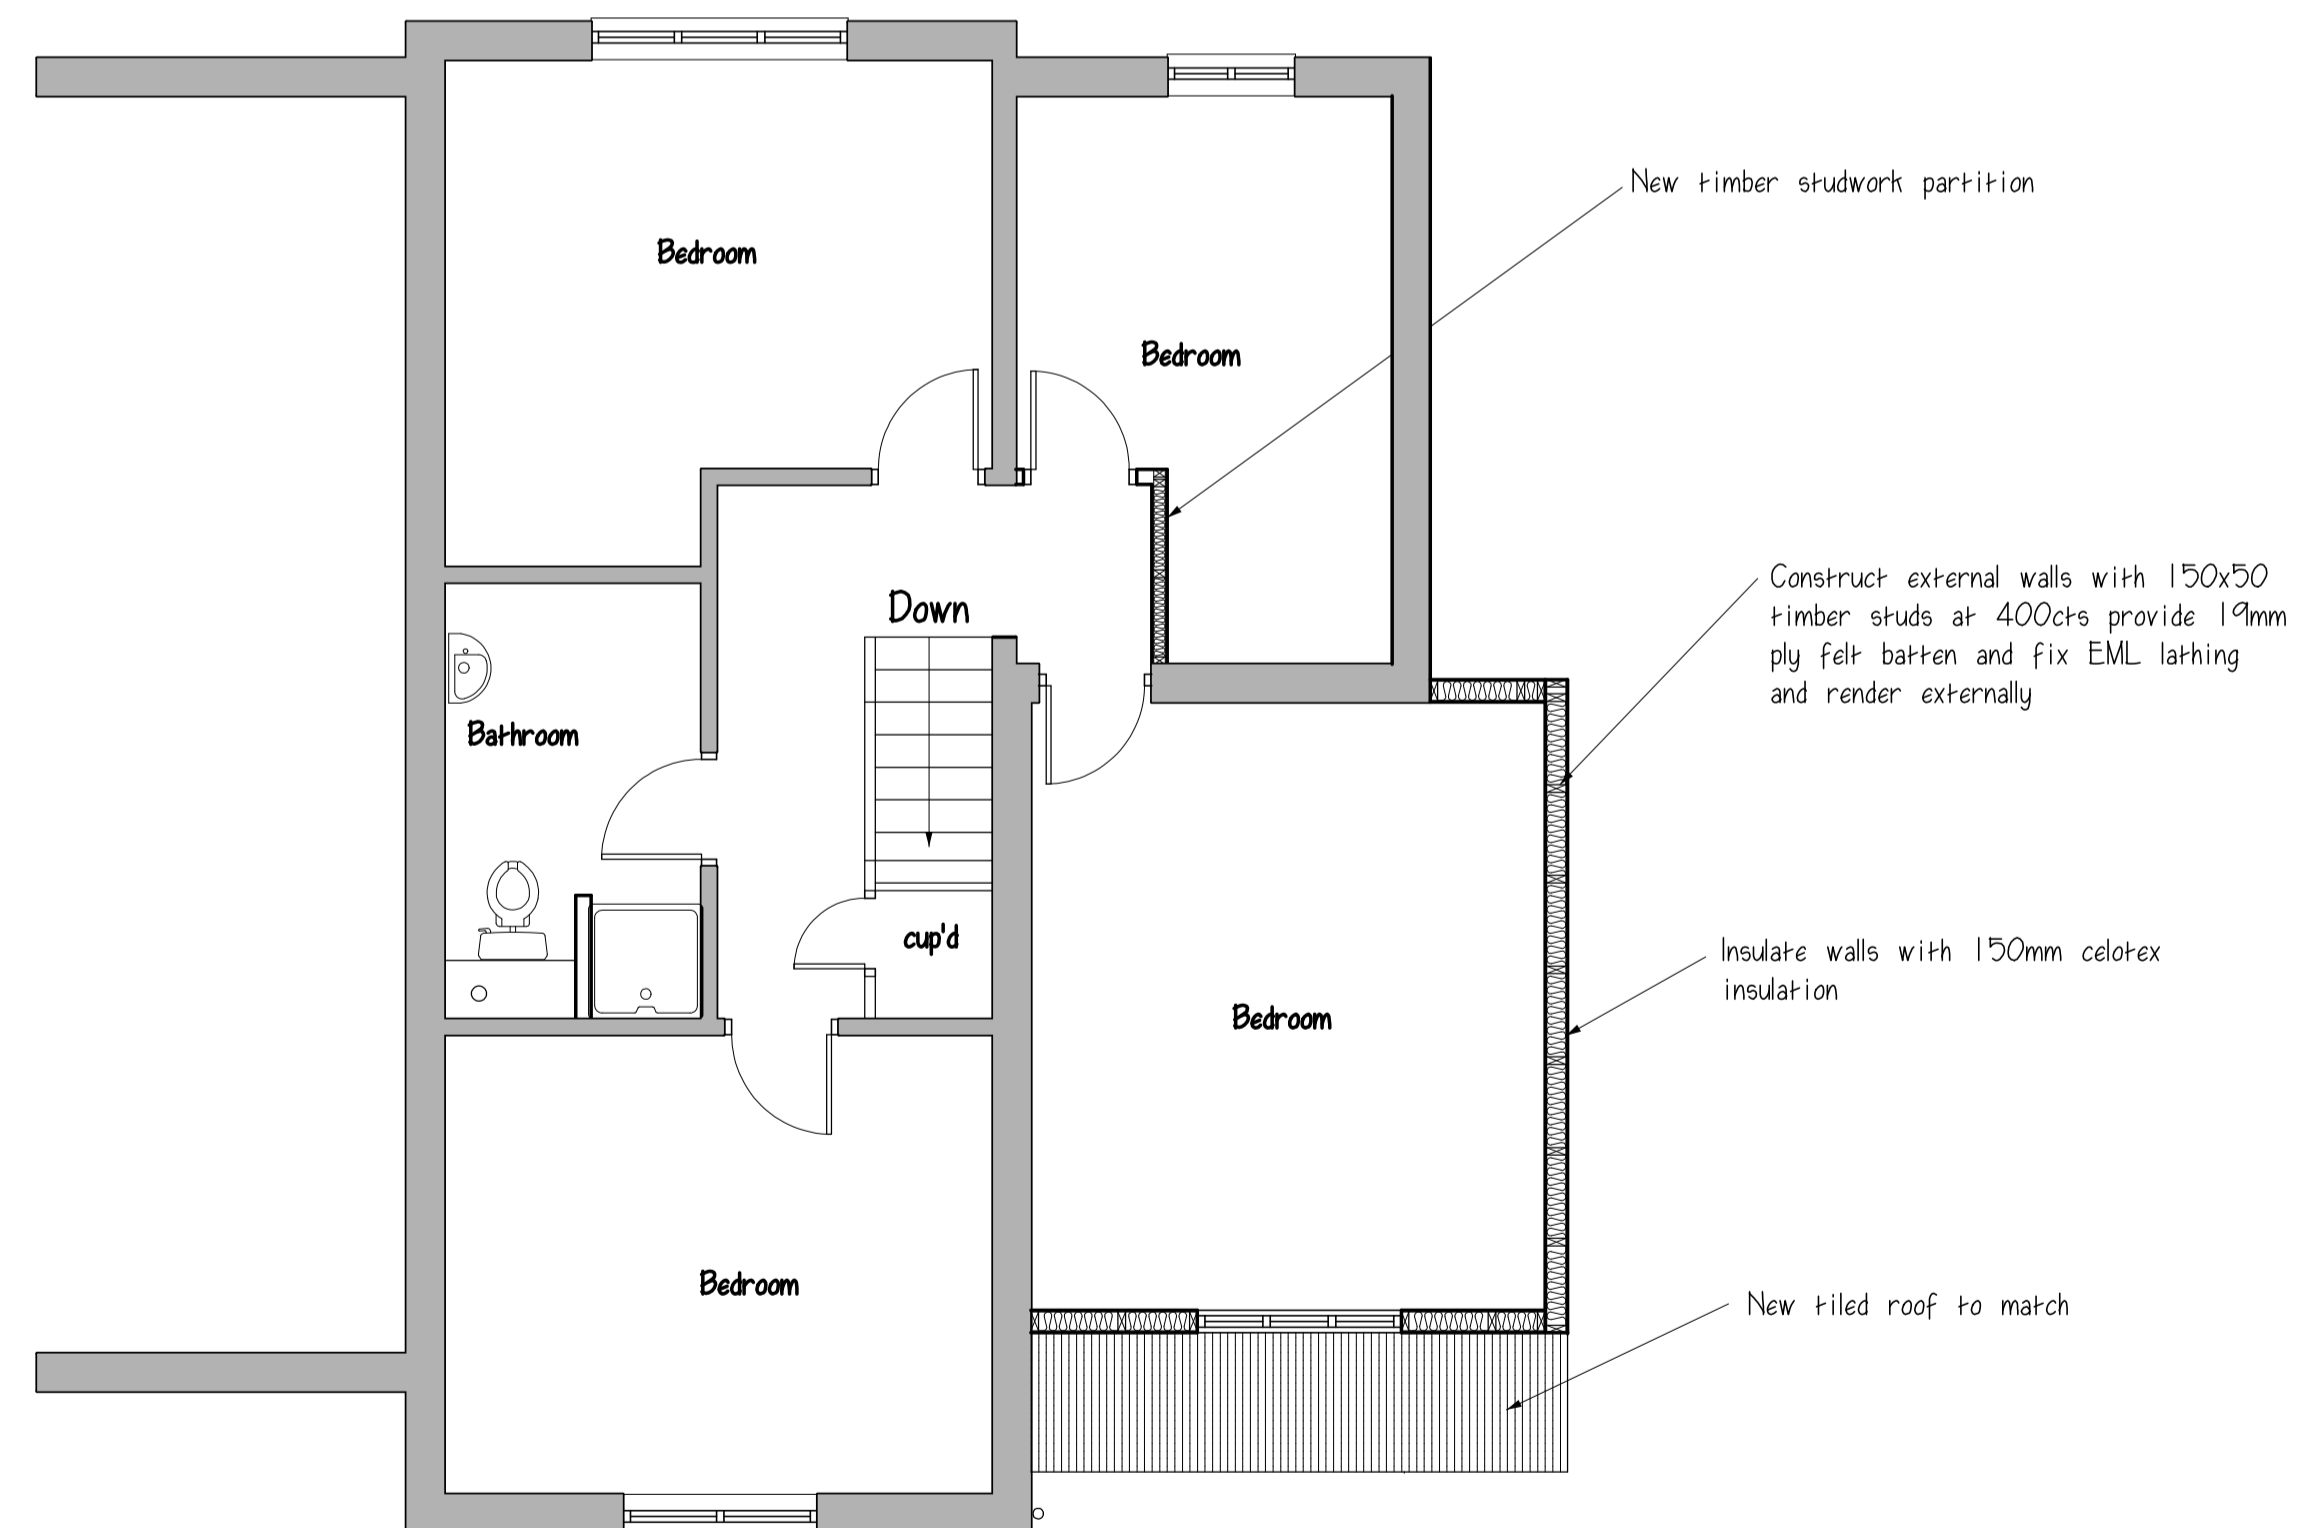 New timber studwork partition
Bedroom
Bedroom
Construct external walls with 150x50
timber studs at 400cts provide 19mm
ply felt batten and fix EML lathing
and render externally
Down
Bathroom
cup'd
Insulate walls with 150mm celotex
insulation
Bedroom
Bedroom
New tiled roof to match